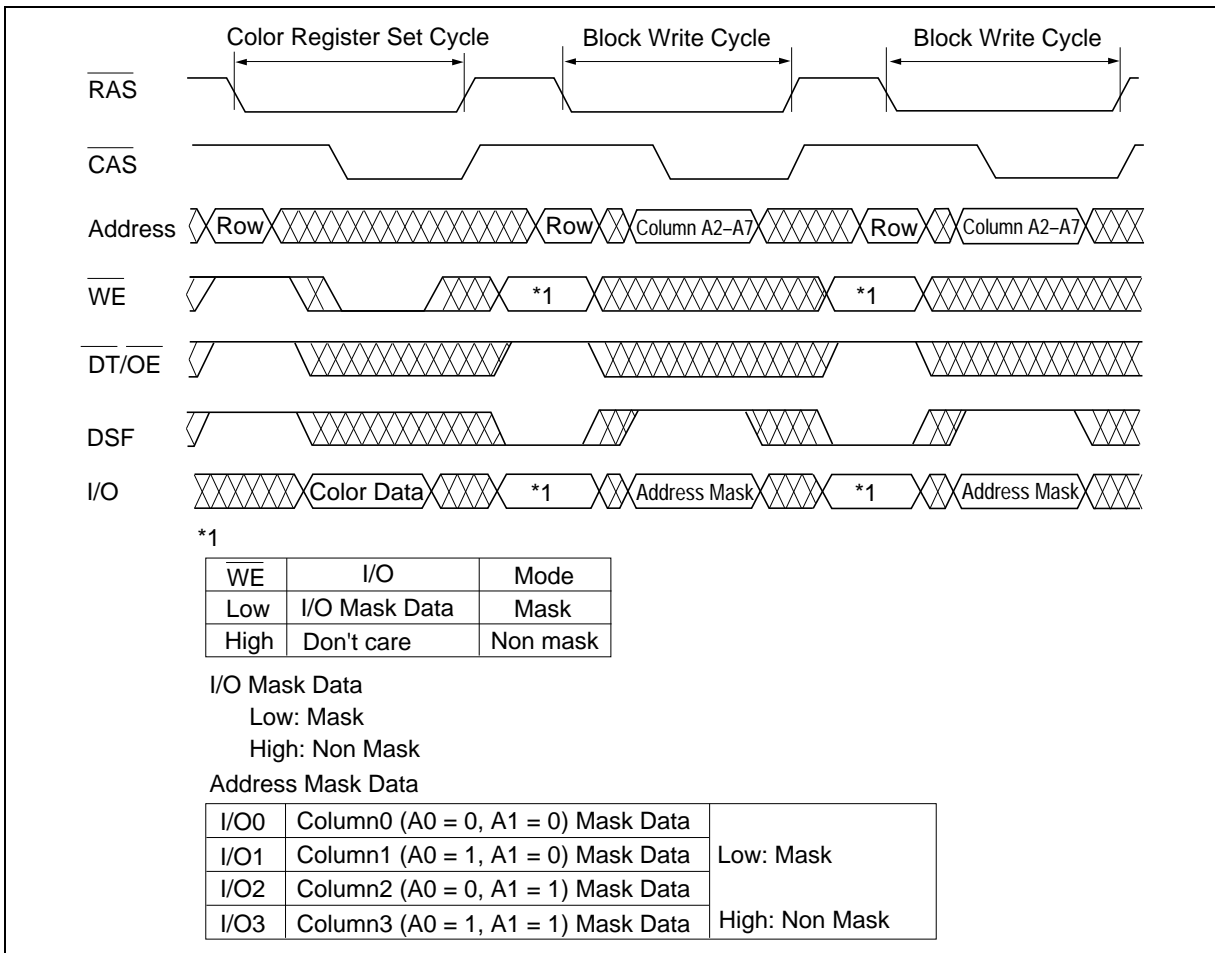 Color Register Set Cycle Block Write Cycle Block Write Cycle
RAS
CAS
Address Row Row Column A2–A7 Row Column A2–A7
WE *1 *1
DT/OE
DSF
I/O Color Data *1 Address Mask *1 Address Mask
*1
WE I/O Mode
Low I/O Mask Data Mask
High Don't care Non mask
I/O Mask Data
Low: Mask
High: Non Mask
Address Mask Data
I/O0 Column0 (A0 = 0, A1 = 0) Mask Data
I/O1 Column1 (A0 = 1, A1 = 0) Mask Data Low: Mask
I/O2 Column2 (A0 = 0, A1 = 1) Mask Data
I/O3 Column3 (A0 = 1, A1 = 1) Mask Data High: Non Mask